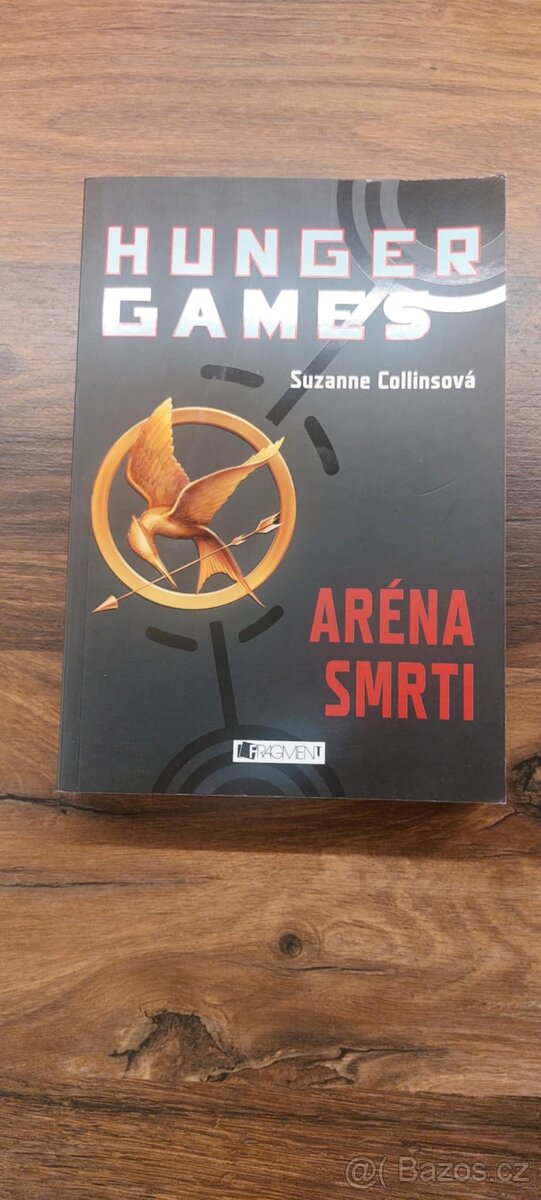 HUNGER
GAMES
Suzanne Collinsová
ARÉNA
SMRTI
FRAGMENT
@( Bazos.cz